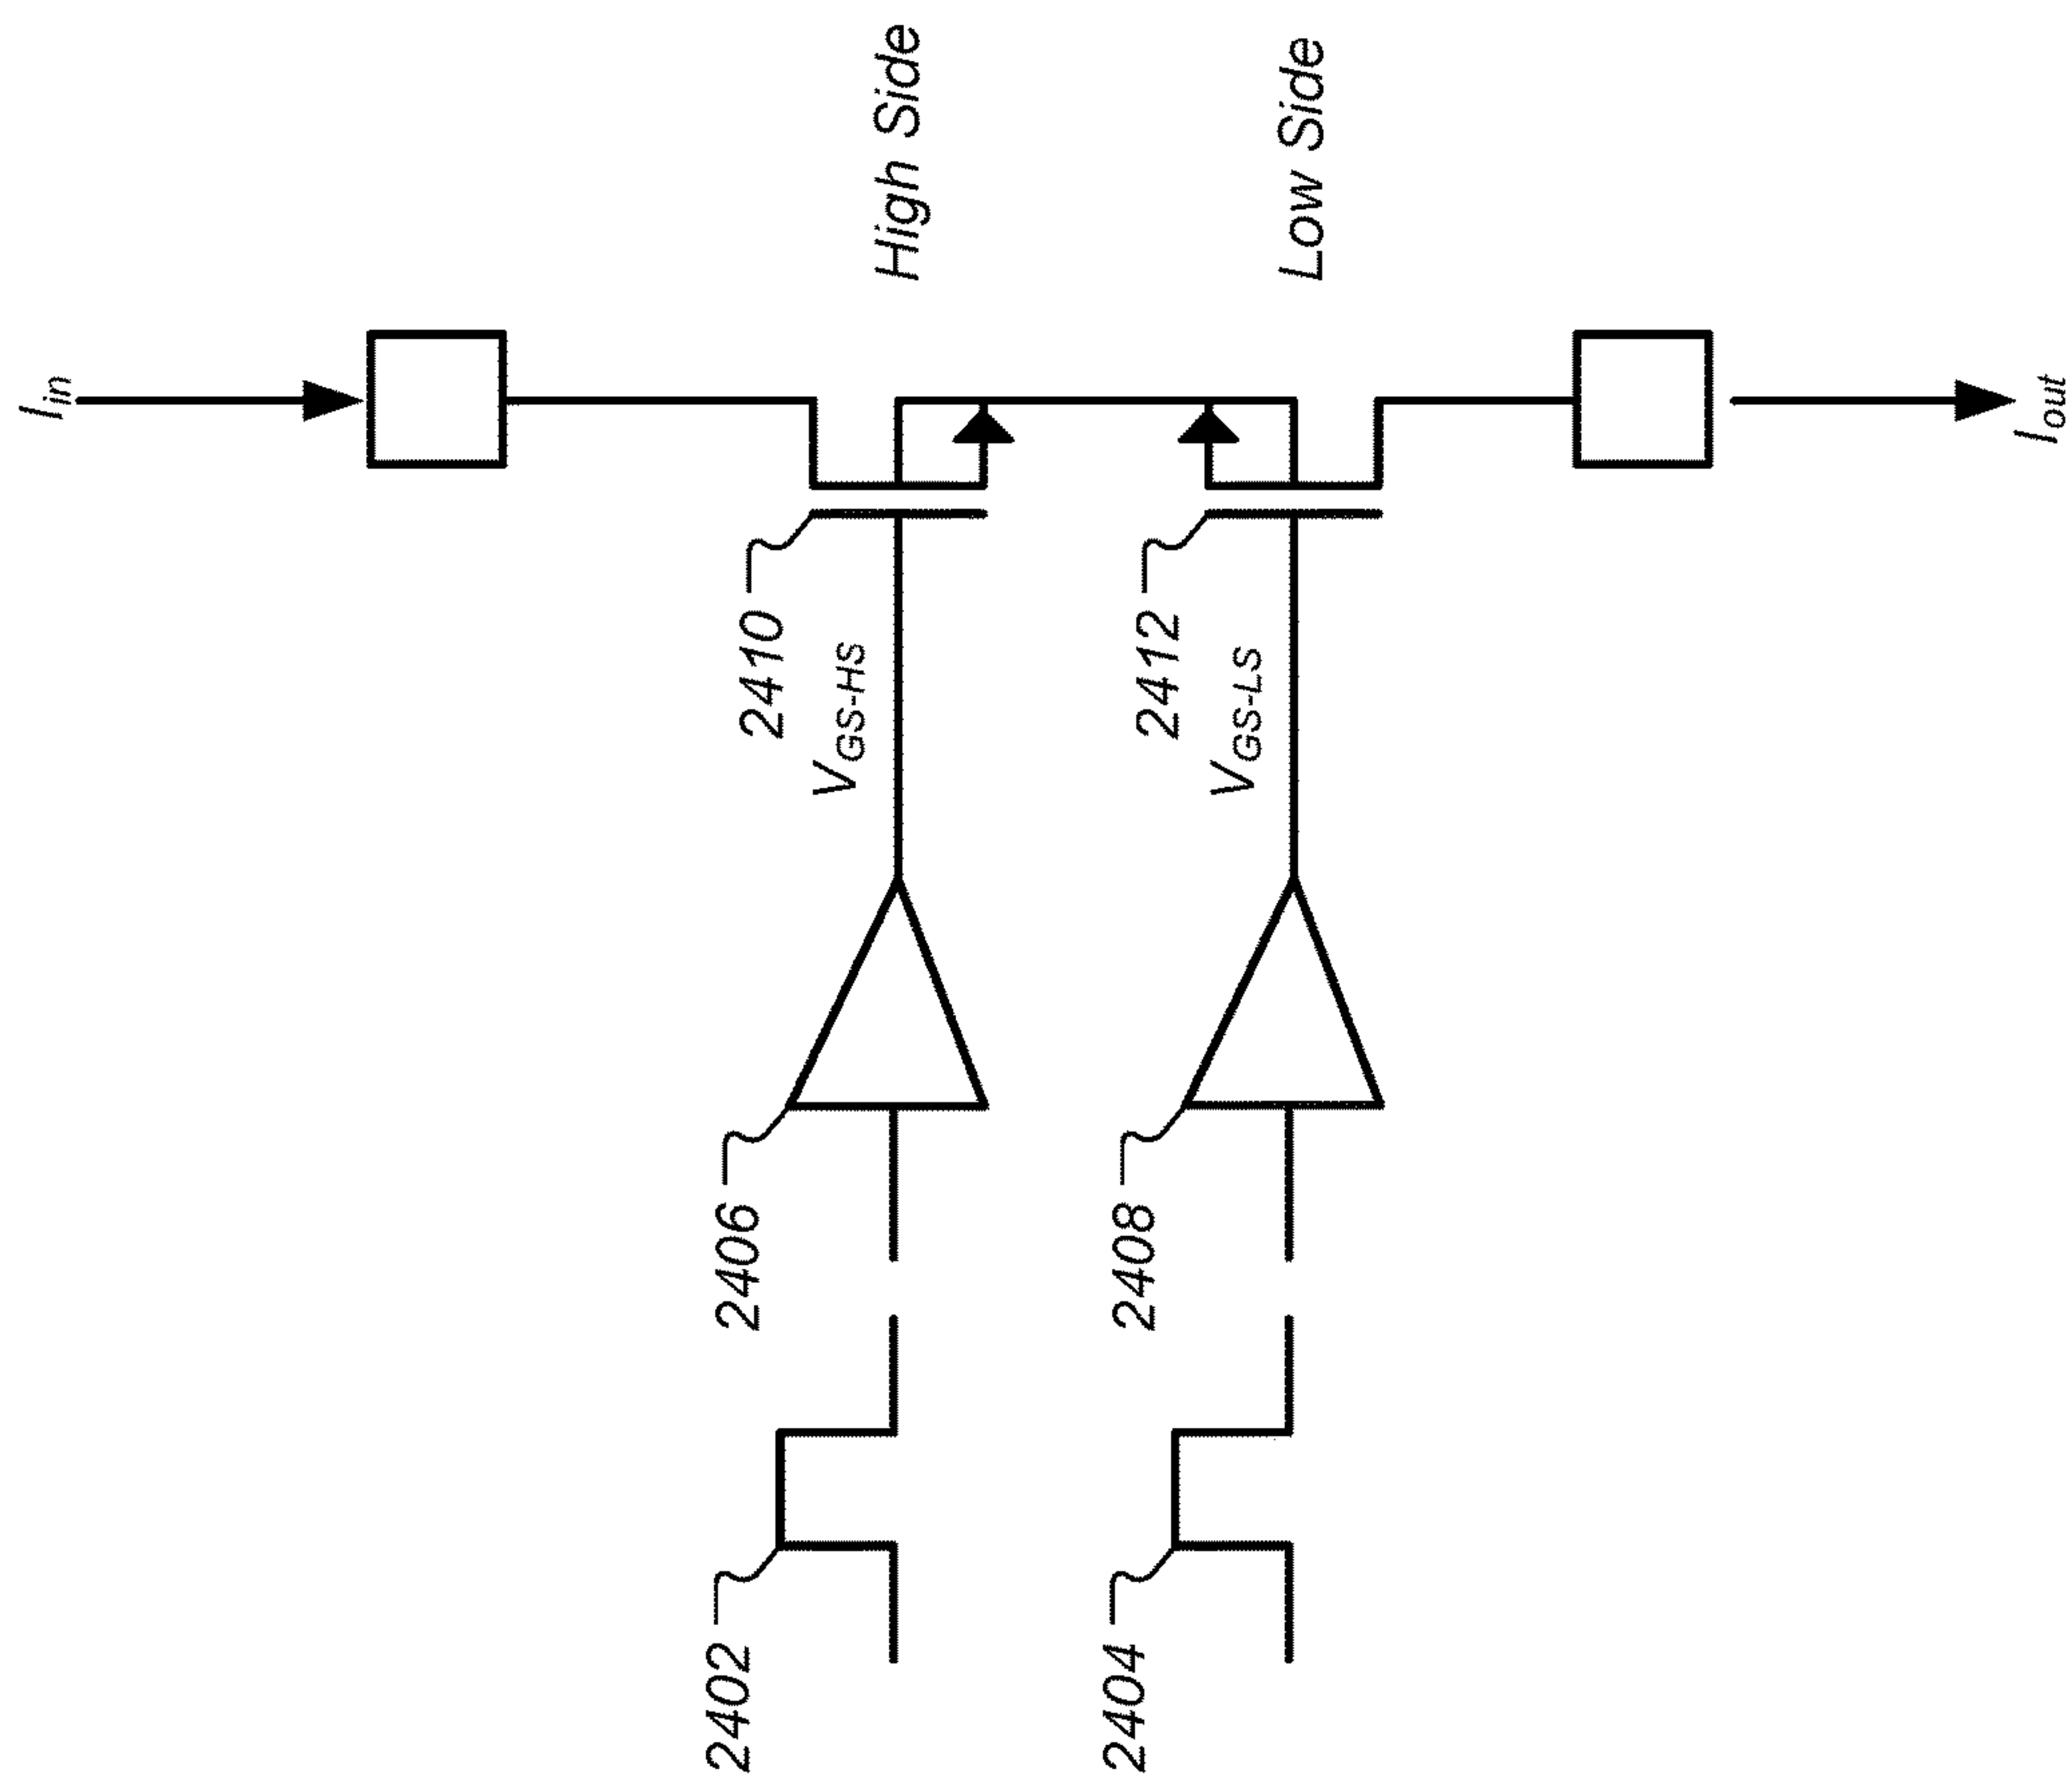 I_in
High Side
2410
V_GS-HS
2406
2402
Low Side
2412
V_GS-LS
2408
2404
I_out